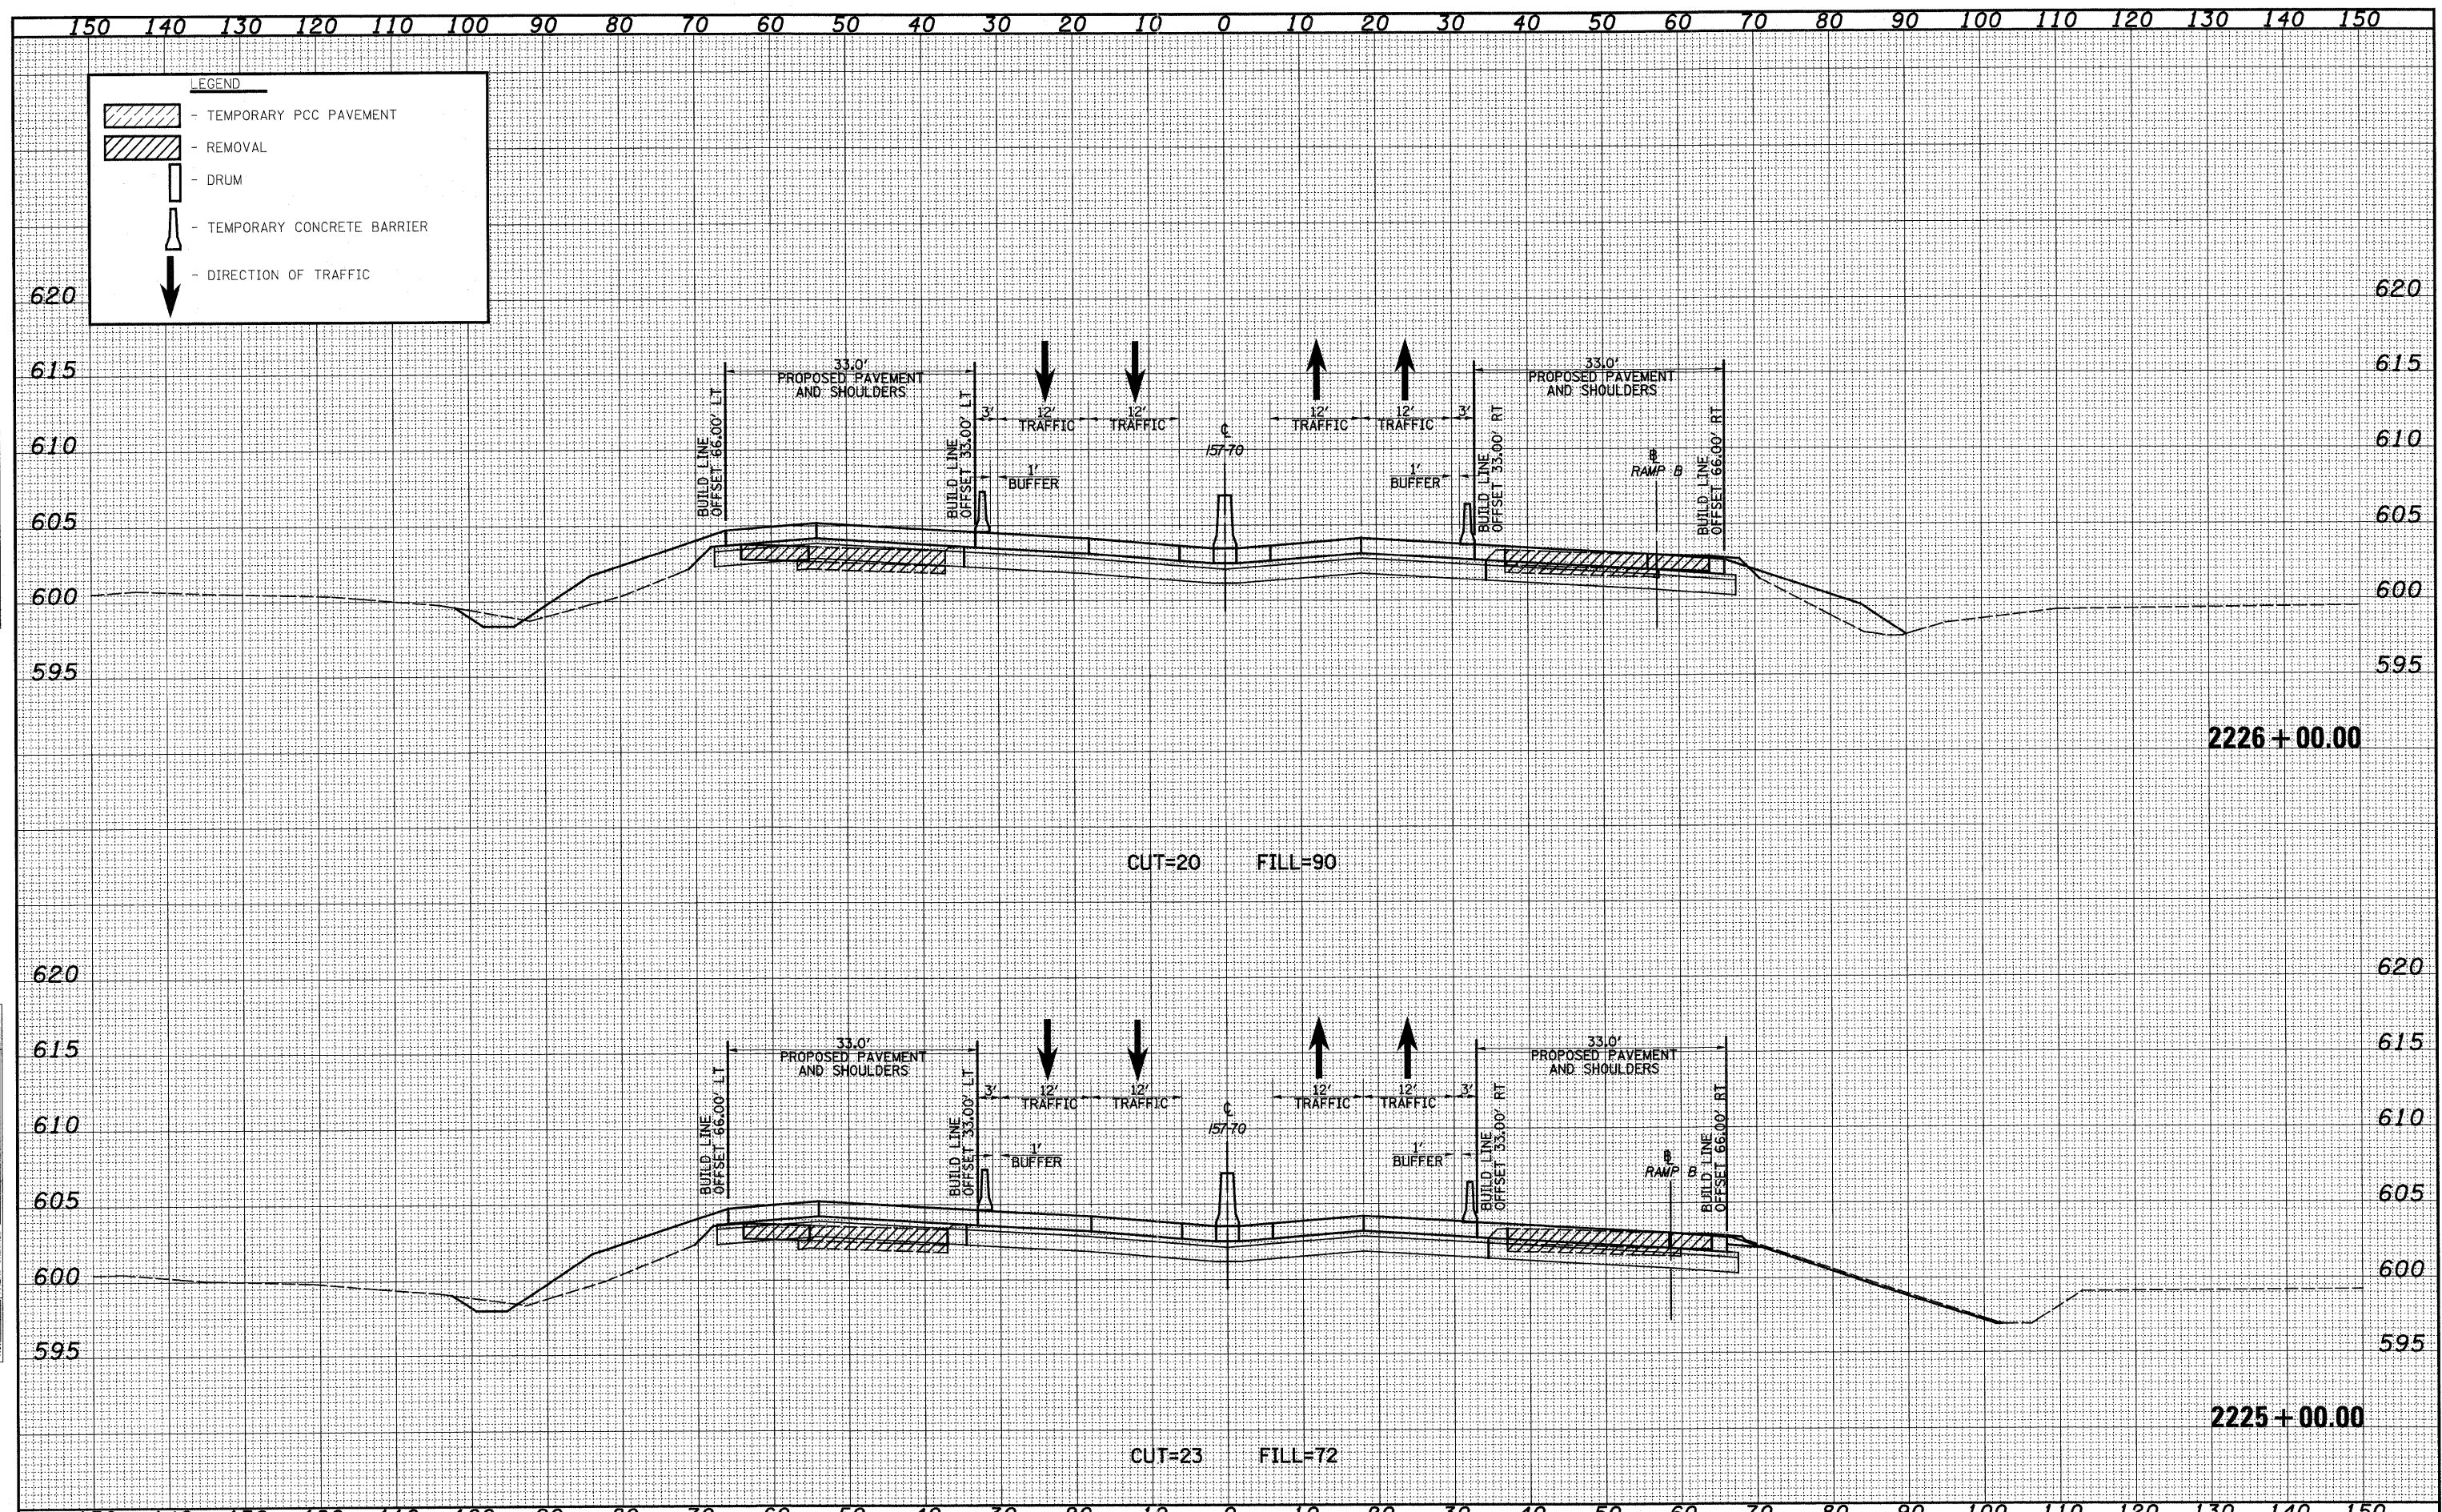 150 140 130 120 110 100 90 80 70 60 50 40 30 20 10 0 10 20 30 40 50 60 70 80 90 100 110 120 130 140 150
LEGEND
- TEMPORARY PCC PAVEMENT
- REMOVAL
- DRUM
- TEMPORARY CONCRETE BARRIER
- DIRECTION OF TRAFFIC
620 620
615 615
610 610
605 605
600 600
595 595
33.0'
PROPOSED PAVEMENT
AND SHOULDERS
33.0'
PROPOSED PAVEMENT
AND SHOULDERS
BUILD LINE
OFFSET 66.00' LT
BUILD LINE
OFFSET 33.00' LT
3'
12'
TRAFFIC
12'
TRAFFIC
1'
BUFFER
℄
I57-70
12'
TRAFFIC
12'
TRAFFIC
3'
1'
BUFFER
BUILD LINE
OFFSET 33.00' RT
RAMP B
BUILD LINE
OFFSET 66.00' RT
2226+00.00
CUT=20 FILL=90
620 620
615 615
610 610
605 605
600 600
595 595
33.0'
PROPOSED PAVEMENT
AND SHOULDERS
33.0'
PROPOSED PAVEMENT
AND SHOULDERS
BUILD LINE
OFFSET 66.00' LT
BUILD LINE
OFFSET 33.00' LT
3'
12'
TRAFFIC
12'
TRAFFIC
1'
BUFFER
℄
I57-70
12'
TRAFFIC
12'
TRAFFIC
3'
1'
BUFFER
BUILD LINE
OFFSET 33.00' RT
RAMP B
BUILD LINE
OFFSET 66.00' RT
2225+00.00
CUT=23 FILL=72